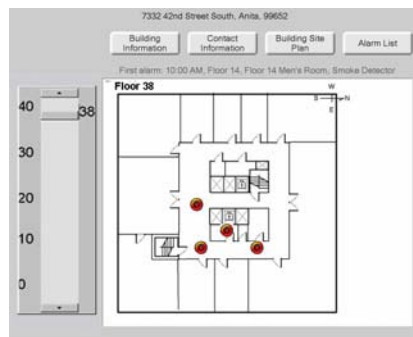 7332 42nd Street South, Anita, 99652
Building
Information
Contact
Information
Building Site
Plan
Alarm List
First alarm: 10:00 AM, Floor 14, Floor 14 Men's Room, Smoke Detector
Floor 38
W
S
N
E
40
38
30
20
10
0